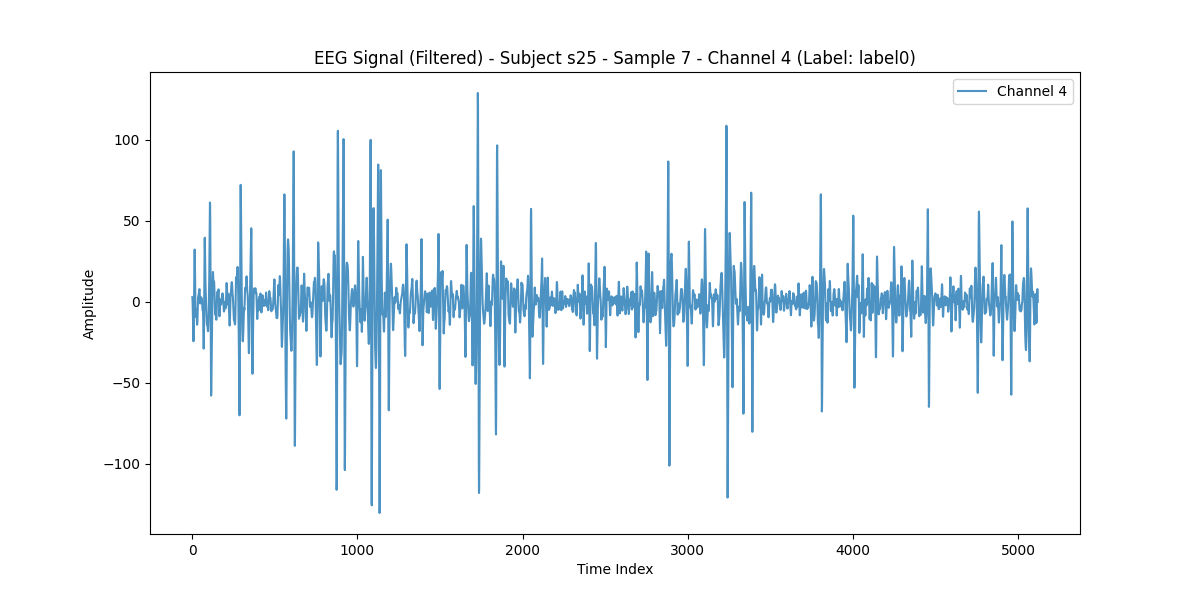 EEG Signal (Filtered) - Subject s25 - Sample 7 - Channel 4 (Label: label0)
Channel 4
Amplitude
100
50
0
−50
−100
0 1000 2000 3000 4000 5000
Time Index